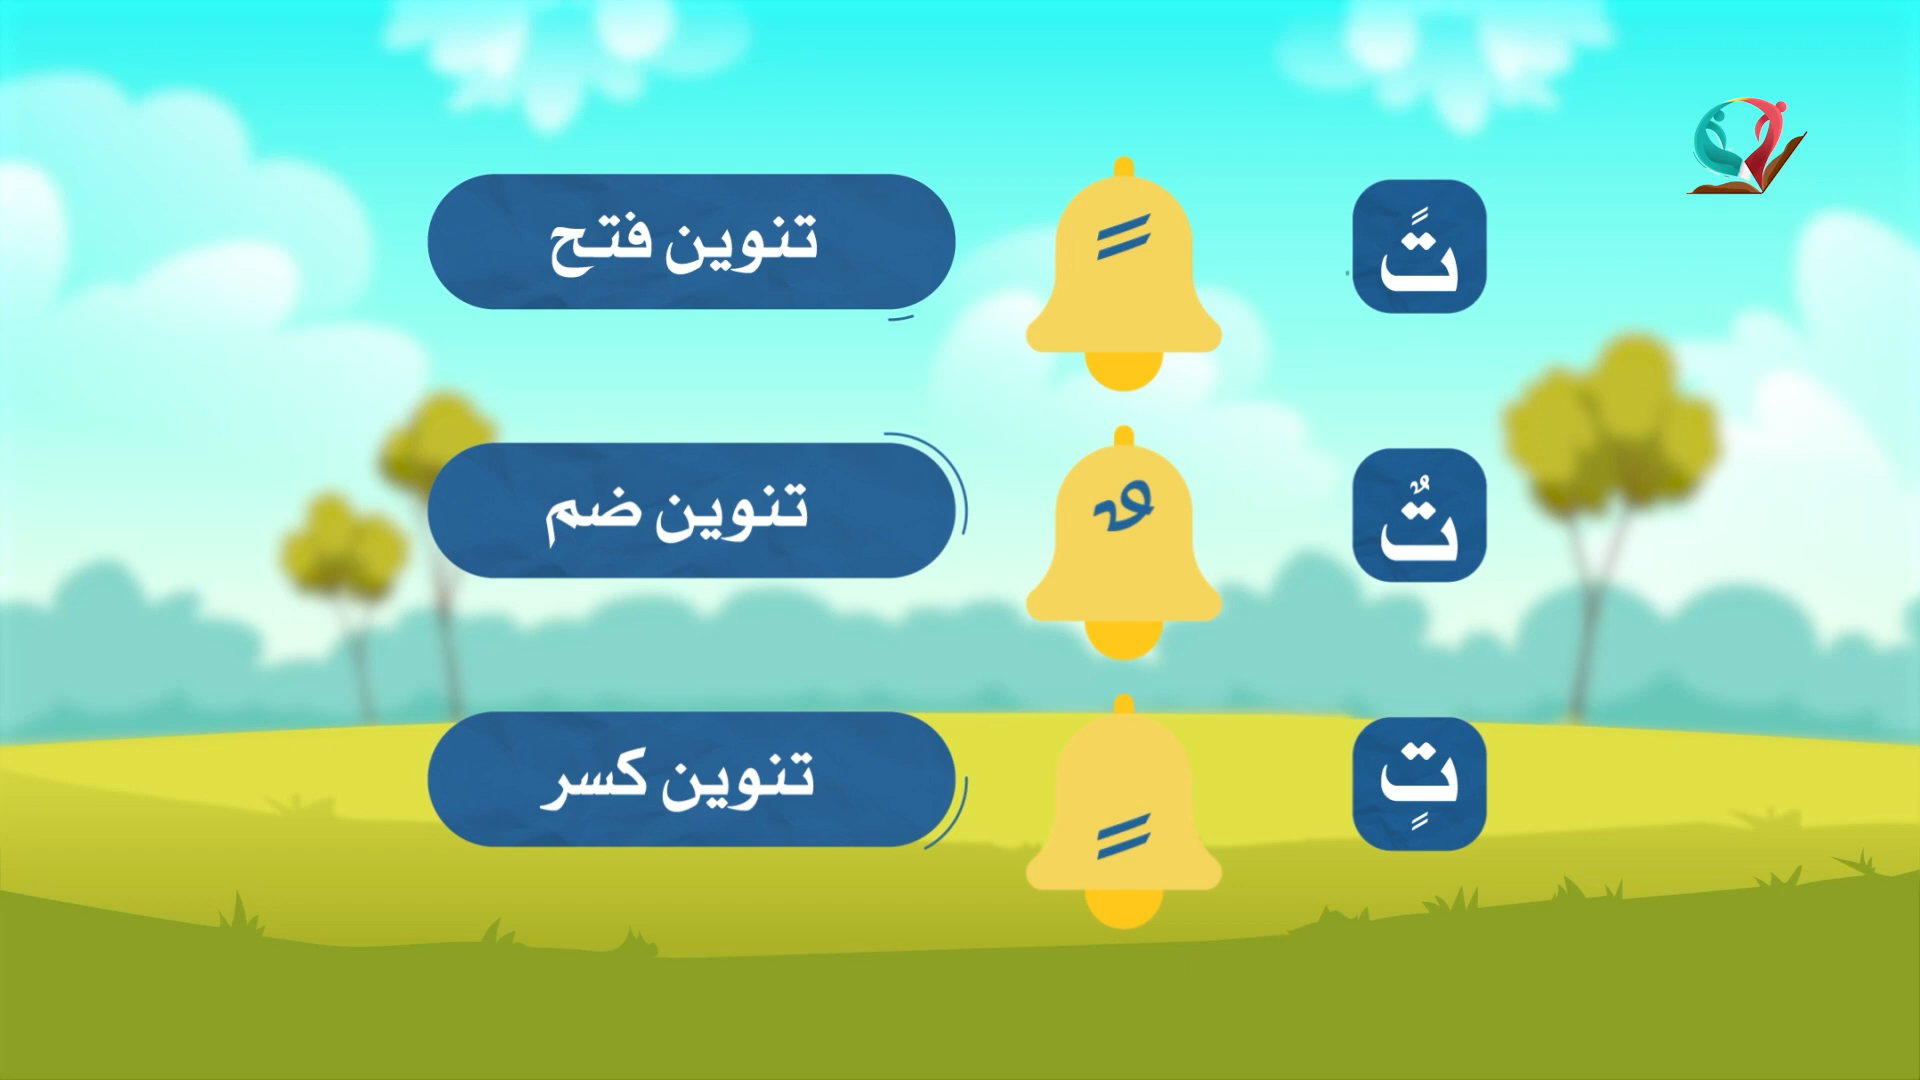 تً
تنوين فتح
تٌ
تنوين ضم
تٍ
تنوين كسر